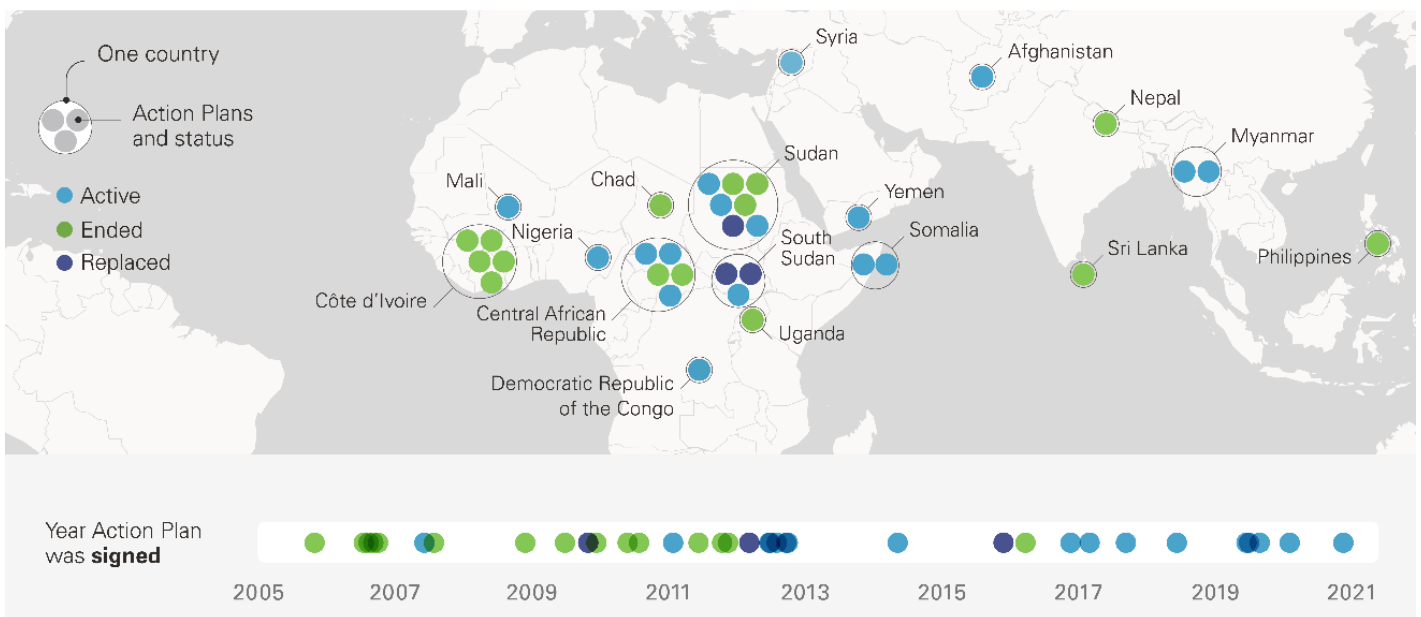 One country
Action Plans
and status
Active
Ended
Replaced
Syria
Afghanistan
Nepal
Myanmar
Sudan
Mali
Chad
Yemen
Nigeria
South
Sudan
Somalia
Sri Lanka
Philippines
Côte d'Ivoire
Central African
Republic
Uganda
Democratic Republic
of the Congo
Year Action Plan
was signed
2005 2007 2009 2011 2013 2015 2017 2019 2021